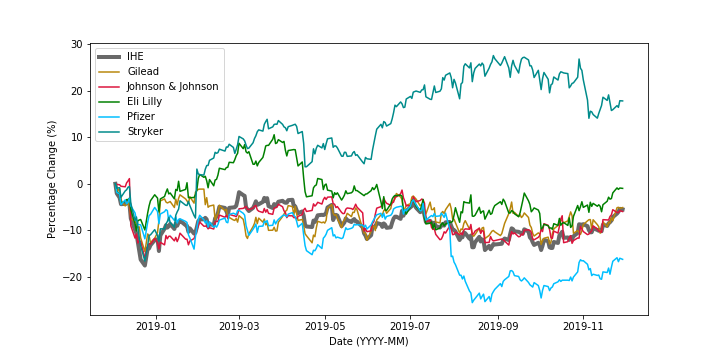 IHE
Gilead
Johnson & Johnson
Eli Lilly
Pfizer
Stryker
Percentage Change (%)
30
20
10
0
−10
−20
2019-01
2019-03
2019-05
2019-07
2019-09
2019-11
Date (YYYY-MM)